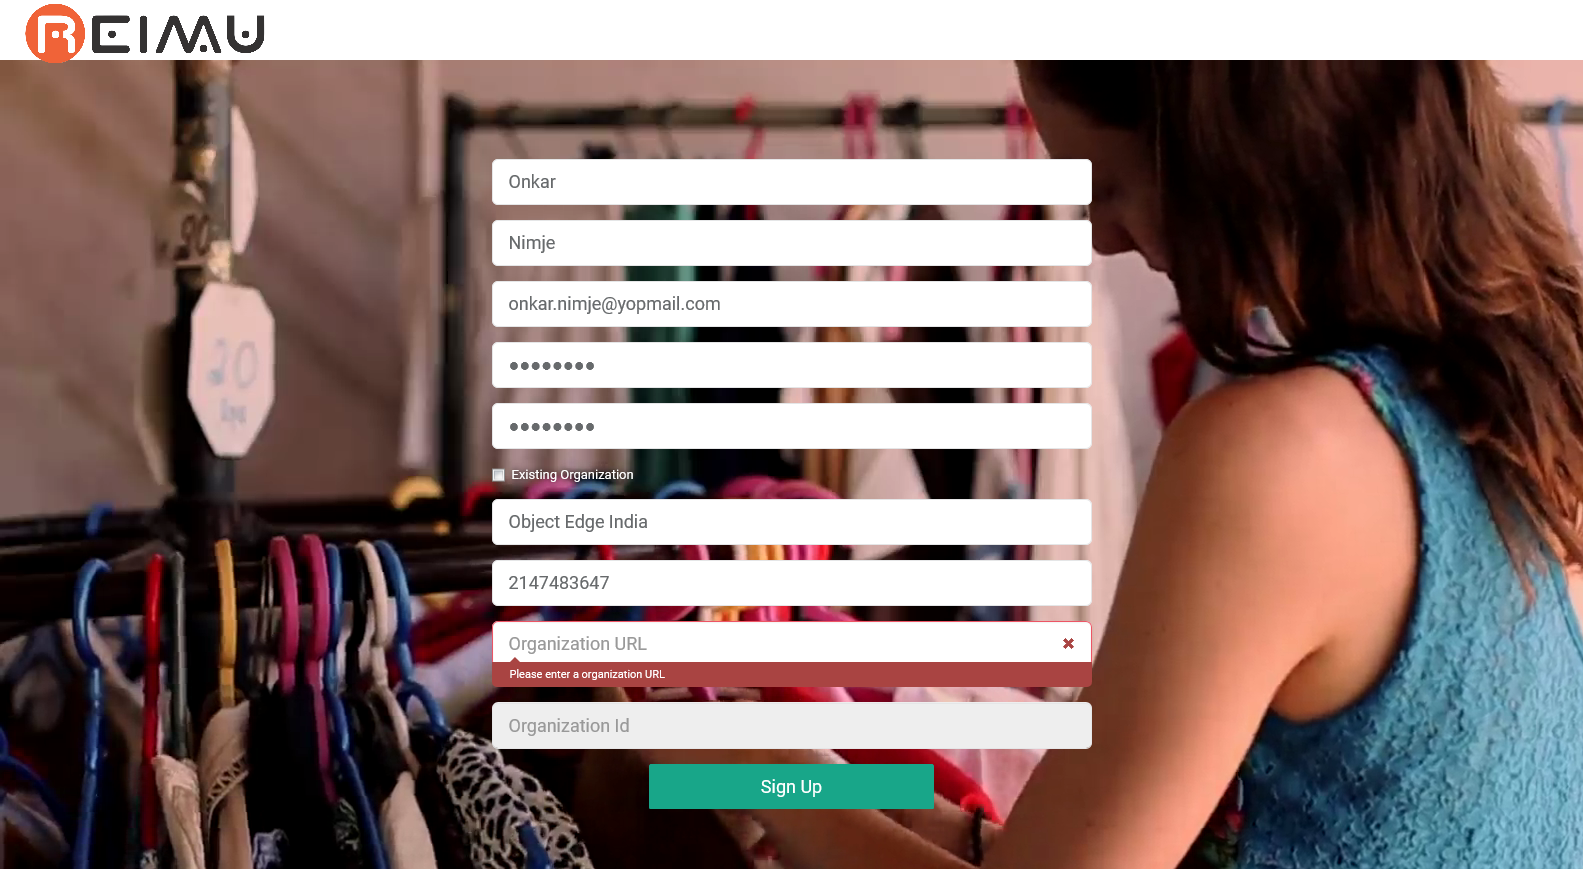 REIMU
Onkar
Nimje
onkar.nimje@yopmail.com
●●●●●●●●
●●●●●●●●
Existing Organization
Object Edge India
2147483647
Organization URL
Please enter a organization URL
Organization Id
Sign Up
20